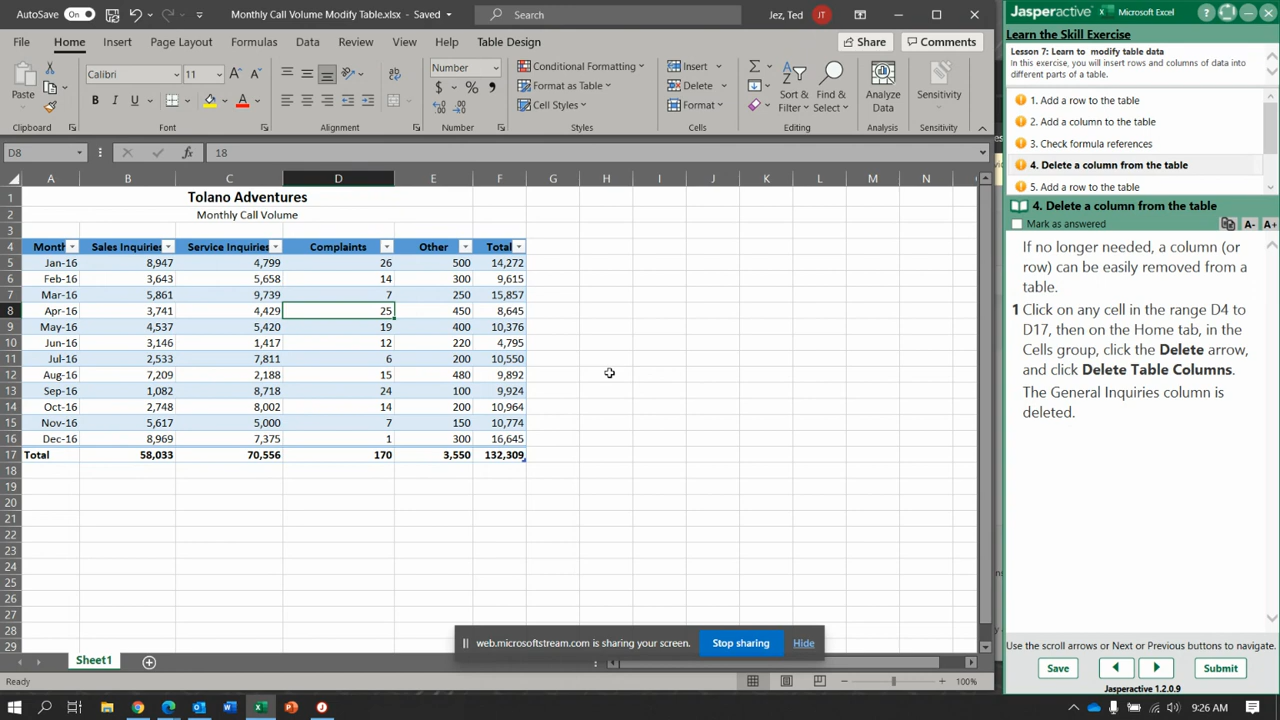 AutoSave On Monthly Call Volume Modify Table.xlsx - Saved Search Jez, Ted JT
File Home Insert Page Layout Formulas Data Review View Help Table Design Share Comments
Paste Calibri 11 Number Conditional Formatting Insert Sort & Filter Find & Select Analyze Data Sensitivity
B I U $ % Format as Table Delete
Cell Styles Format
Clipboard Font Alignment Number Styles Cells Editing Analysis Sensitivity
D8 fx 18
A B C D E F G H I J K L M N
1 Tolano Adventures
2 Monthly Call Volume
3
4 Month Sales Inquiries Service Inquiries Complaints Other Total
5 Jan-16 8,947 4,799 26 500 14,272
6 Feb-16 3,643 5,658 14 300 9,615
7 Mar-16 5,861 9,739 7 250 15,857
8 Apr-16 3,741 4,429 25 450 8,645
9 May-16 4,537 5,420 19 400 10,376
10 Jun-16 3,146 1,417 12 220 4,795
11 Jul-16 2,533 7,811 6 200 10,550
12 Aug-16 7,209 2,188 15 480 9,892
13 Sep-16 1,082 8,718 24 100 9,924
14 Oct-16 2,748 8,002 14 200 10,964
15 Nov-16 5,617 5,000 7 150 10,774
16 Dec-16 8,969 7,375 1 300 16,645
17 Total 58,033 70,556 170 3,550 132,309
18
19
20
21
22
23
24
25
26
27
28
29
web.microsoftstream.com is sharing your screen. Stop sharing Hide
Sheet1
Ready 100%
9:26 AM
Jasperactive Microsoft Excel
Learn the Skill Exercise
Lesson 7: Learn to modify table data
In this exercise, you will insert rows and columns of data into
different parts of a table.
1. Add a row to the table
2. Add a column to the table
3. Check formula references
4. Delete a column from the table
5. Add a row to the table
4. Delete a column from the table
Mark as answered A- A+
If no longer needed, a column (or
row) can be easily removed from a
table.
1 Click on any cell in the range D4 to
D17, then on the Home tab, in the
Cells group, click the Delete arrow,
and click Delete Table Columns.
The General Inquiries column is
deleted.
Use the scroll arrows or Next or Previous buttons to navigate.
Save Submit
Jasperactive 1.2.0.9